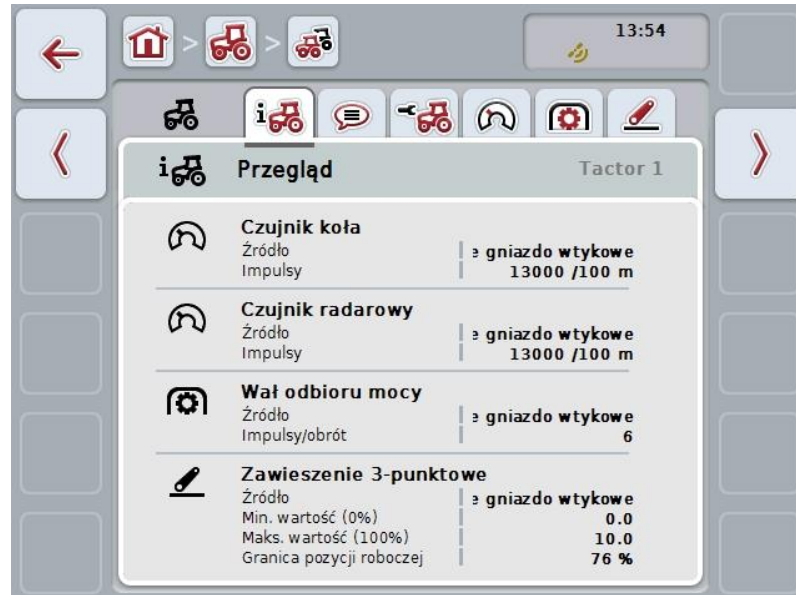 13:54
Przegląd Tactor 1
Czujnik koła
Źródło gniazdo wtykowe
Impulsy 13000 /100 m
Czujnik radarowy
Źródło gniazdo wtykowe
Impulsy 13000 /100 m
Wał odbioru mocy
Źródło gniazdo wtykowe
Impulsy/obrót 6
Zawieszenie 3-punktowe
Źródło gniazdo wtykowe
Min. wartość (0%) 0.0
Maks. wartość (100%) 10.0
Granica pozycji roboczej 76 %